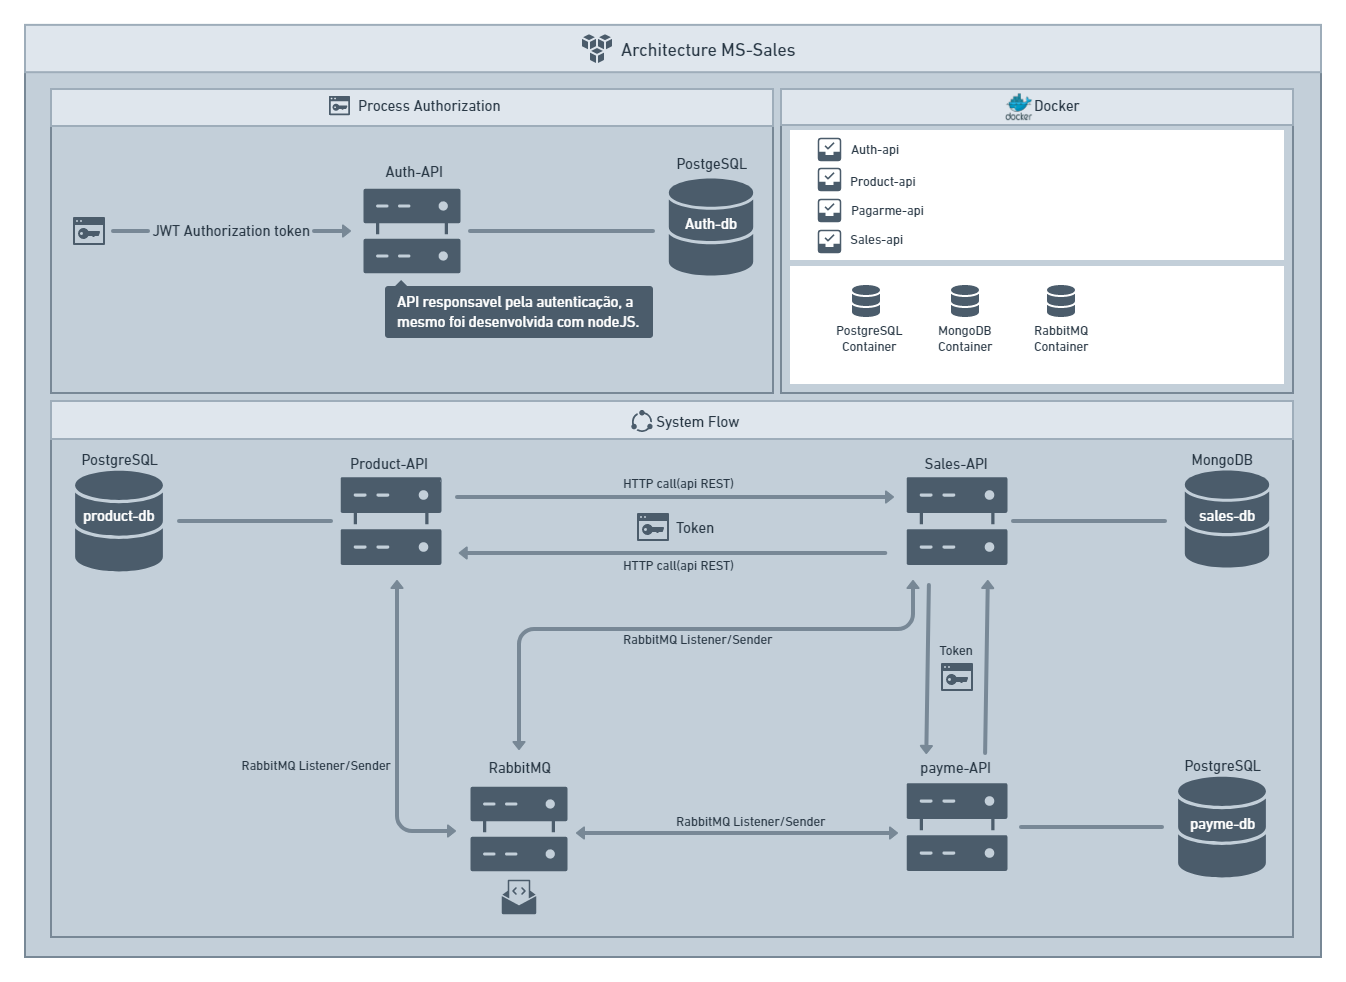 Architecture MS-Sales
Process Authorization
JWT Authorization token
Auth-API
PostgeSQL
Auth-db
API responsavel pela autenticação, a
mesmo foi desenvolvida com nodeJS.
docker
Docker
Auth-api
Product-api
Pagarme-api
Sales-api
PostgreSQL
Container
MongoDB
Container
RabbitMQ
Container
System Flow
PostgreSQL
product-db
Product-API
HTTP call(api REST)
Token
HTTP call(api REST)
Sales-API
MongoDB
sales-db
RabbitMQ Listener/Sender
Token
RabbitMQ Listener/Sender
RabbitMQ
RabbitMQ Listener/Sender
payme-API
PostgreSQL
payme-db